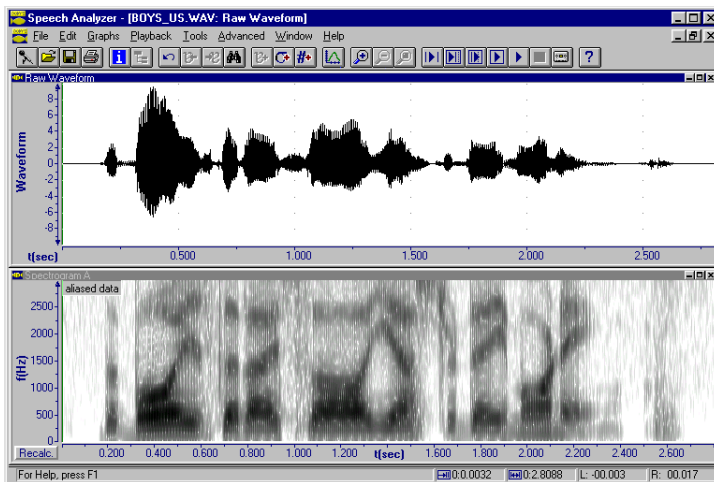 Speech Analyzer - [BOYS_US.WAV: Raw Waveform]
File Edit Graphs Playback Tools Advanced Window Help
Raw Waveform
Waveform
8
6
4
2
0
-2
-4
-6
-8
t(sec) 0.500 1.000 1.500 2.000 2.500
Spectrogram A
aliased data
f(Hz)
2500
2000
1500
1000
500
0
Recalc. 0.200 0.400 0.600 0.800 1.000 1.200 t(sec) 1.600 1.800 2.000 2.200 2.400 2.600
For Help, press F1 0:0.0032 0:2.8088 L: -00.003 R: 00.017